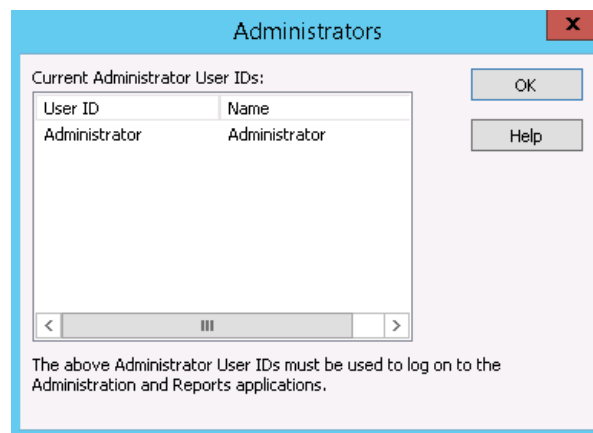 Administrators
x
Current Administrator User IDs:
OK
User ID Name
Administrator Administrator
Help
The above Administrator User IDs must be used to log on to the
Administration and Reports applications.